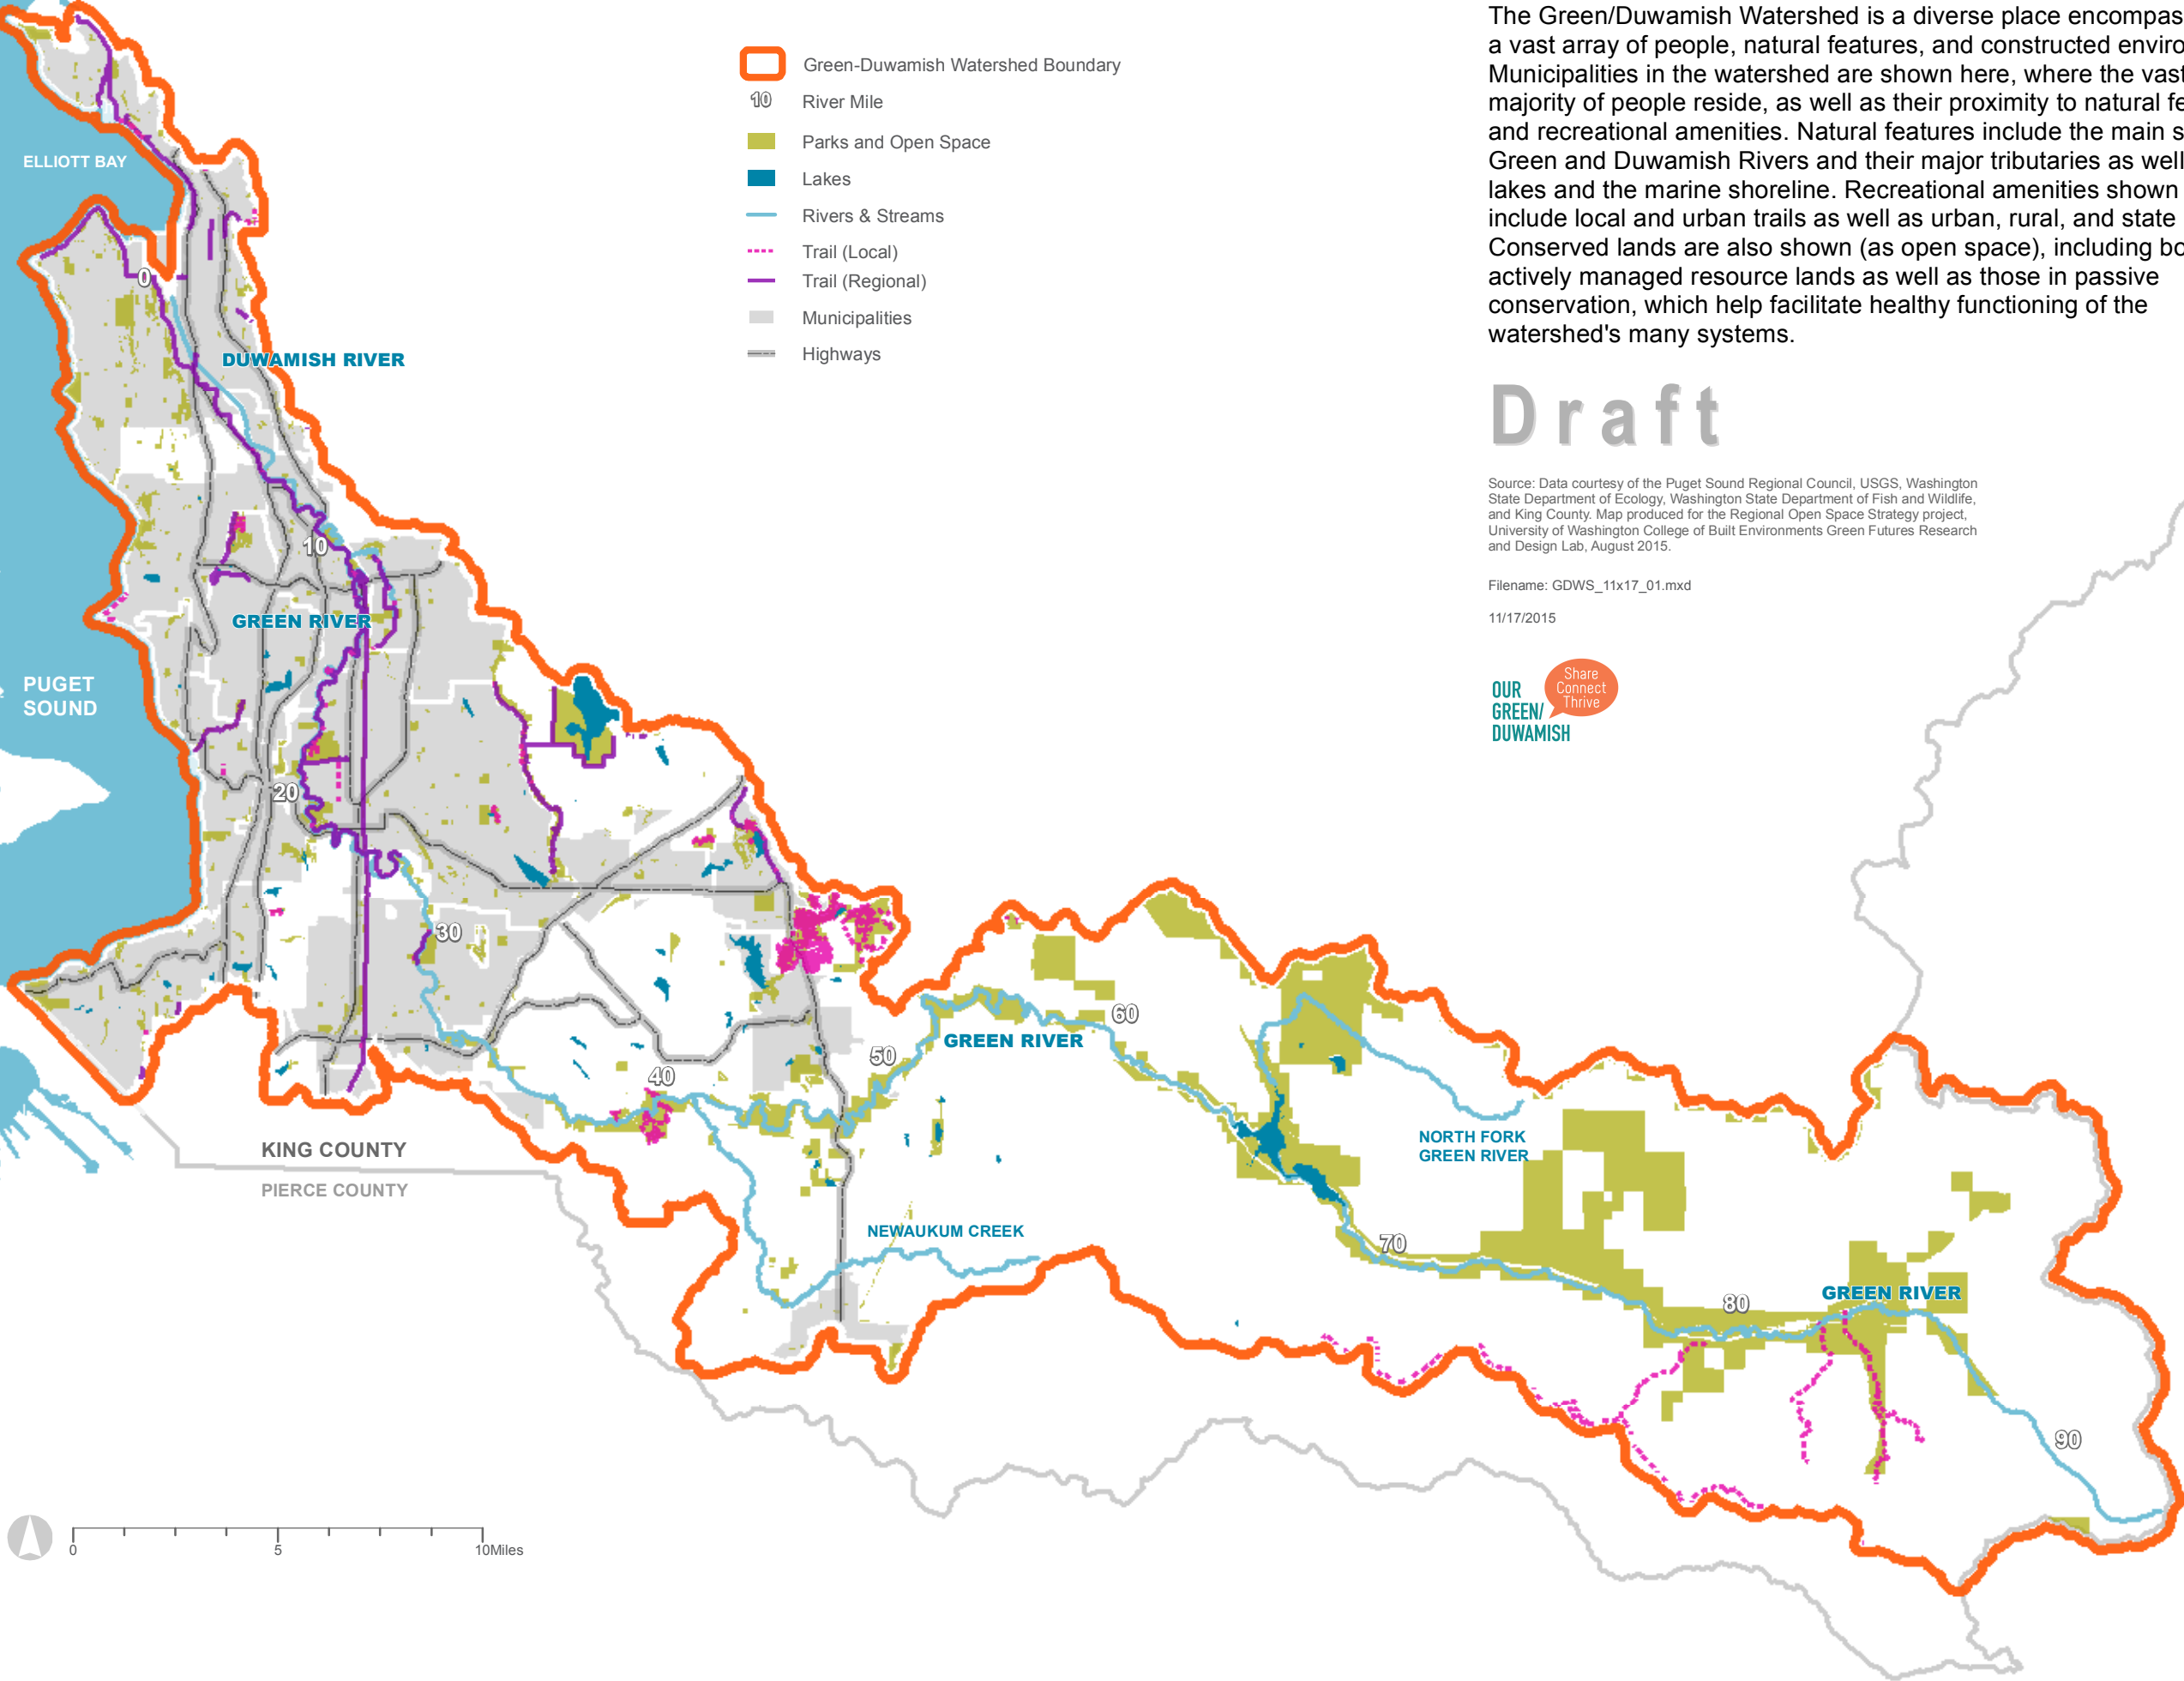 The Green/Duwamish Watershed is a diverse place
a vast array of people, natural features, and constructed
Municipalities in the watershed are shown here, where the vast
majority of people reside, as well as their proximity to natural
and recreational amenities. Natural features include the main
Green and Duwamish Rivers and their major tributaries as well
lakes and the marine shoreline. Recreational amenities shown
include local and urban trails as well as urban, rural, and state
Conserved lands are also shown (as open space), including
actively managed resource lands as well as those in passive
conservation, which help facilitate healthy functioning of the
watershed's many systems.
Draft
Source: Data courtesy of the Puget Sound Regional Council, USGS, Washington
State Department of Ecology, Washington State Department of Fish and Wildlife,
and King County. Map produced for the Regional Open Space Strategy project,
University of Washington College of Built Environments Green Futures Research
and Design Lab, August 2015.
Filename: GDWS_11x17_01.mxd
11/17/2015
OUR
GREEN/
DUWAMISH
Share
Connect
Thrive
Green-Duwamish Watershed Boundary
10 River Mile
Parks and Open Space
Lakes
Rivers & Streams
Trail (Local)
Trail (Regional)
Municipalities
Highways
ELLIOTT BAY
0
DUWAMISH RIVER
10
GREEN RIVER
PUGET
SOUND
20
30
40
50
GREEN RIVER
60
NORTH FORK
GREEN RIVER
KING COUNTY
PIERCE COUNTY
NEWAUKUM CREEK
70
80
GREEN RIVER
90
0 5 10Miles